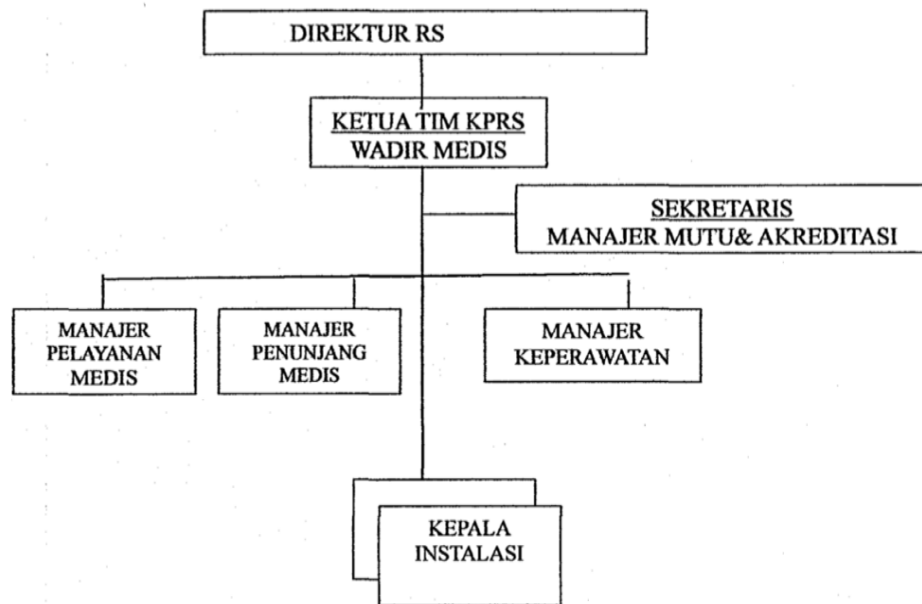 DIREKTUR RS
KETUA TIM KPRS
WADIR MEDIS
SEKRETARIS
MANAJER MUTU& AKREDITASI
MANAJER
PELAYANAN
MEDIS
MANAJER
PENUNJANG
MEDIS
MANAJER
KEPERAWATAN
KEPALA
INSTALASI